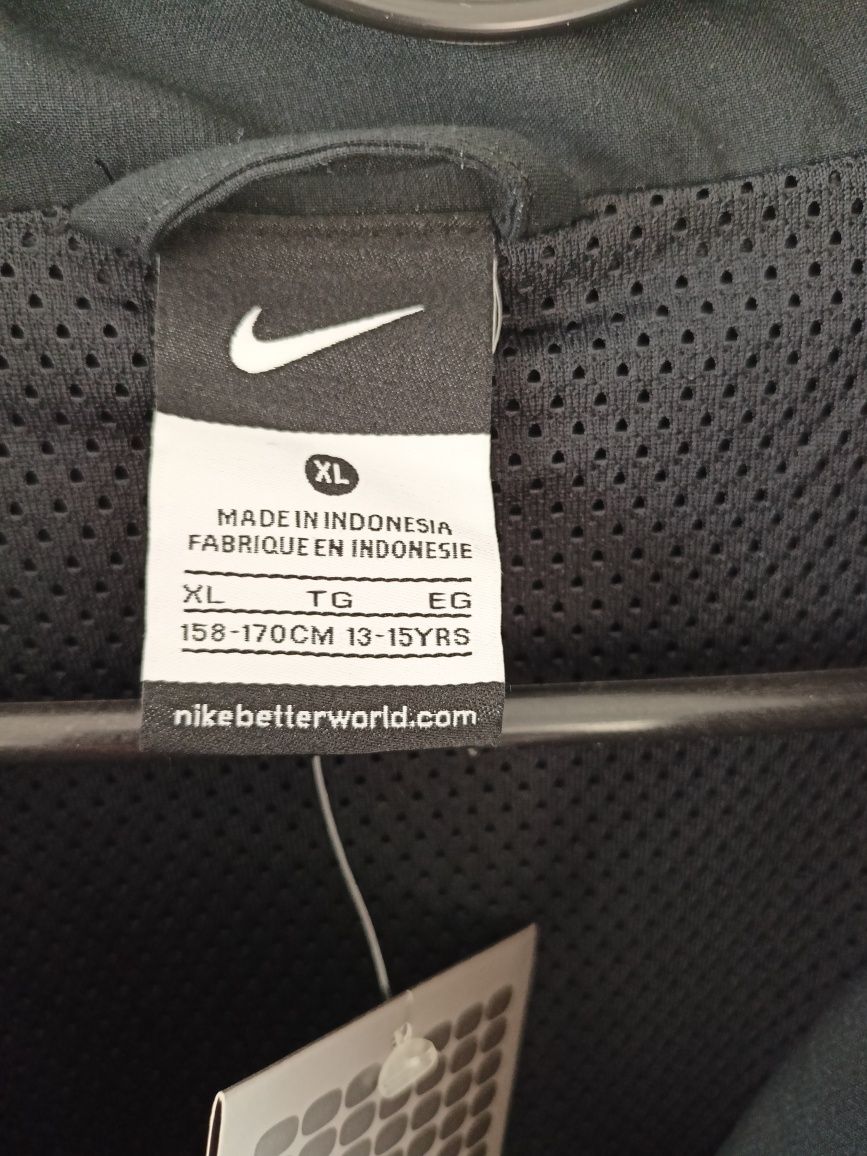 XL
MADE IN INDONESIA
FABRIQUE EN INDONESIE
XL TG EG
158-170CM 13-15YRS
nikebetterworld.com